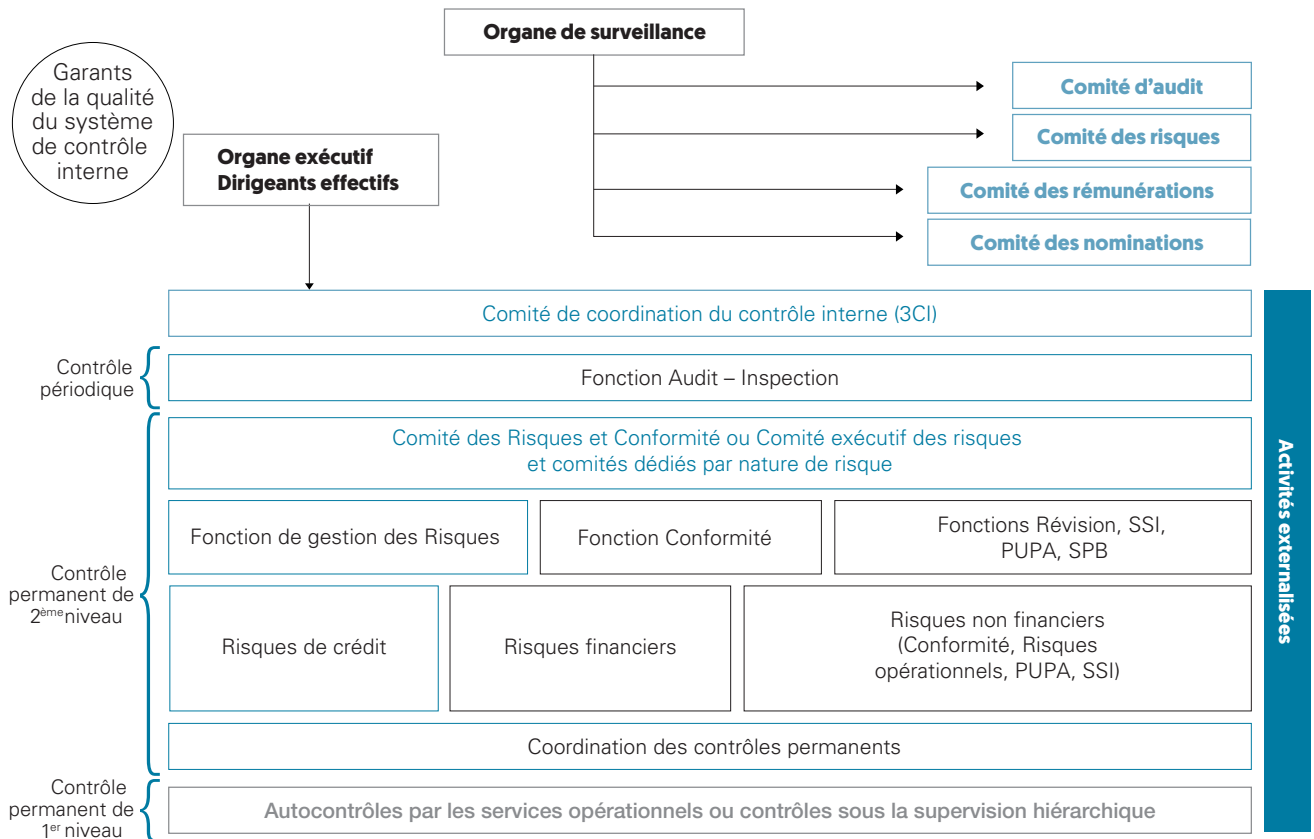 Organe de surveillance
Garants
de la qualité
du système
de contrôle
interne
Organe exécutif
Dirigeants effectifs
Comité d'audit
Comité des risques
Comité des rémunérations
Comité des nominations
Comité de coordination du contrôle interne (3CI)
Contrôle
périodique
Fonction Audit – Inspection
Comité des Risques et Conformité ou Comité exécutif des risques
et comités dédiés par nature de risque
Fonction de gestion des Risques
Fonction Conformité
Fonctions Révision, SSI,
PUPA, SPB
Contrôle
permanent de
2ème niveau
Risques de crédit
Risques financiers
Risques non financiers
(Conformité, Risques
opérationnels, PUPA, SSI)
Coordination des contrôles permanents
Contrôle
permanent de
1er niveau
Autocontrôles par les services opérationnels ou contrôles sous la supervision hiérarchique
Activités externalisées